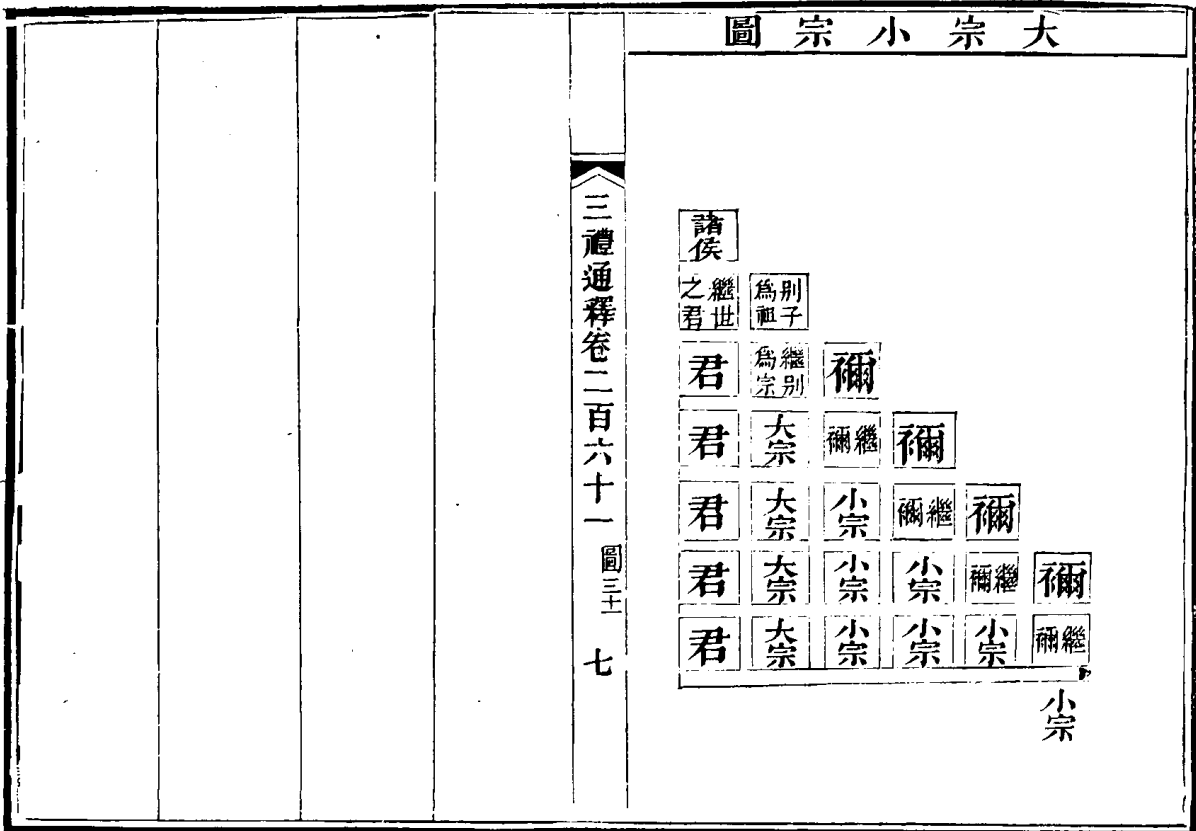 大宗小宗圖
諸侯
繼世之君 別子為祖
君 繼別為宗 禰
君 大宗 繼禰 禰
君 大宗 小宗 繼禰 禰
君 大宗 小宗 小宗 繼禰 禰
君 大宗 小宗 小宗 小宗 繼禰
小宗
三禮通釋卷二百六十一 圖三十一 七